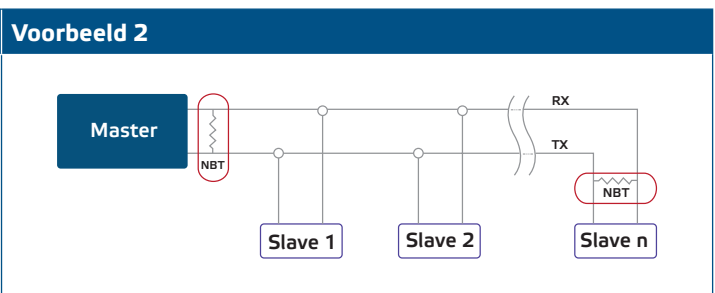 Voorbeeld 2
Master
NBT
RX
TX
NBT
Slave 1
Slave 2
Slave n